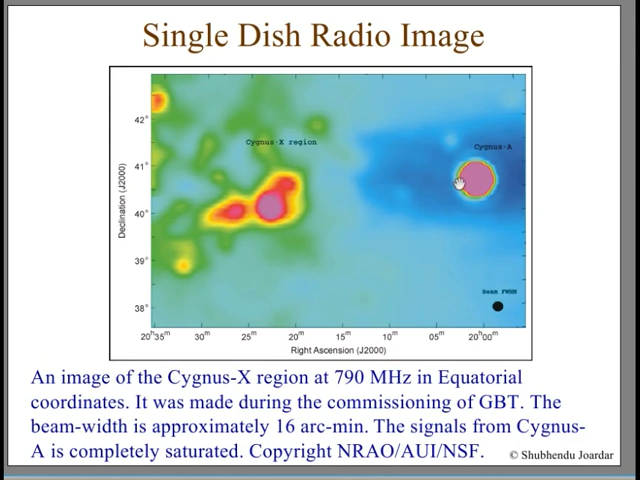 Single Dish Radio Image
42°
Cygnus-X region
Cygnus-A
41°
Declination (J2000)
40°
39°
Beam FWHM
38°
20h35m 30m 25m 20m 15m 10m 05m 20h00m
Right Ascension (J2000)
An image of the Cygnus-X region at 790 MHz in Equatorial
coordinates. It was made during the commissioning of GBT. The
beam-width is approximately 16 arc-min. The signals from Cygnus-
A is completely saturated. Copyright NRAO/AUI/NSF.
© Shubhendu Joardar